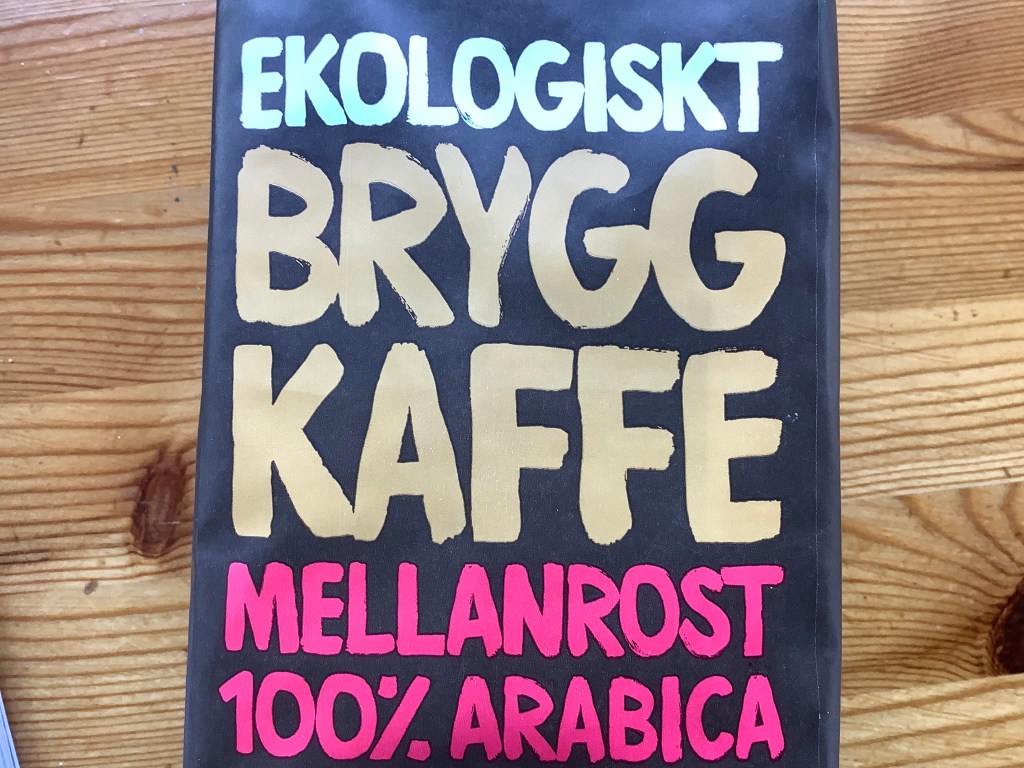 EKOLOGISKT
BRYGG
KAFFE
MELLANROST
100% ARABICA